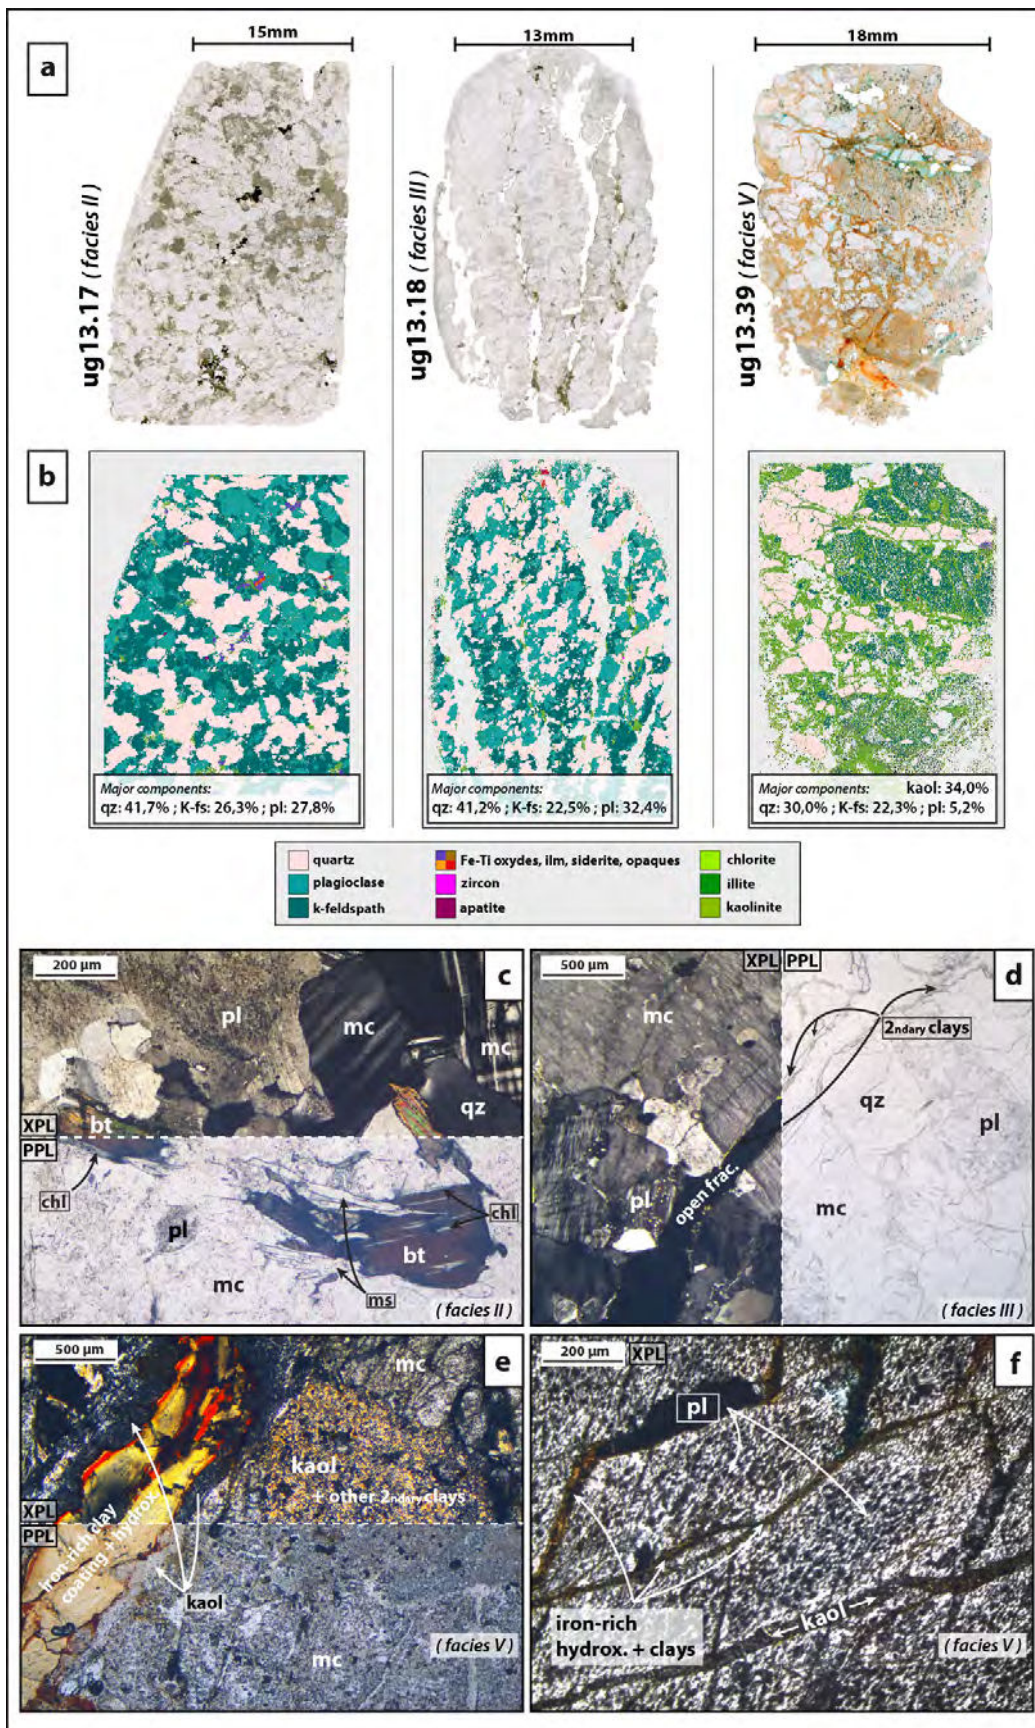 a
15mm
13mm
18mm
ug13.17 (facies II)
ug13.18 (facies III)
ug13.39 (facies V)
b
Major components:
qz: 41,7% ; K-fs: 26,3% ; pl: 27,8%
Major components:
qz: 41,2% ; K-fs: 22,5% ; pl: 32,4%
Major components: kaol: 34,0%
qz: 30,0% ; K-fs: 22,3% ; pl: 5,2%
quartz
plagioclase
k-feldspath
Fe-Ti oxydes, ilm, siderite, opaques
zircon
apatite
chlorite
illite
kaolinite
200 µm
c
pl
mc
mc
qz
bt
XPL
PPL
chl
pl
chl
bt
mc
ms
(facies II)
500 µm
XPL
PPL
d
mc
2ndary clays
qz
pl
pl
open frac.
mc
(facies III)
500 µm
e
mc
kaol
+ other 2ndary clays
XPL
PPL
iron-rich clay
coating + hydrox.
kaol
mc
(facies V)
200 µm
XPL
f
pl
iron-rich
hydrox. + clays
kaol
(facies V)